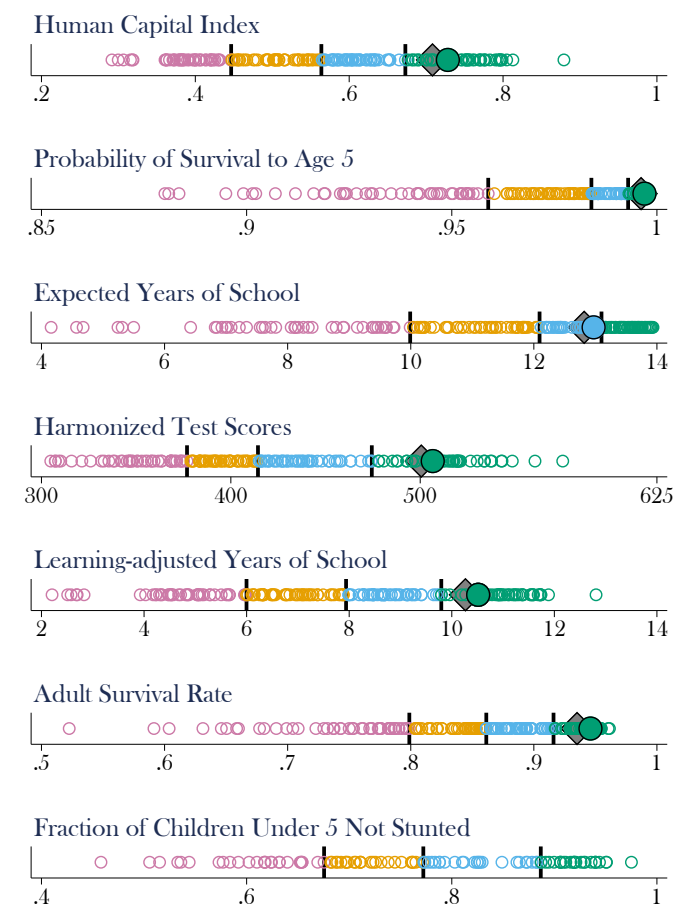 Human Capital Index
.2 .4 .6 .8 1
Probability of Survival to Age 5
.85 .9 .95 1
Expected Years of School
4 6 8 10 12 14
Harmonized Test Scores
300 400 500 625
Learning-adjusted Years of School
2 4 6 8 10 12 14
Adult Survival Rate
.5 .6 .7 .8 .9 1
Fraction of Children Under 5 Not Stunted
.4 .6 .8 1